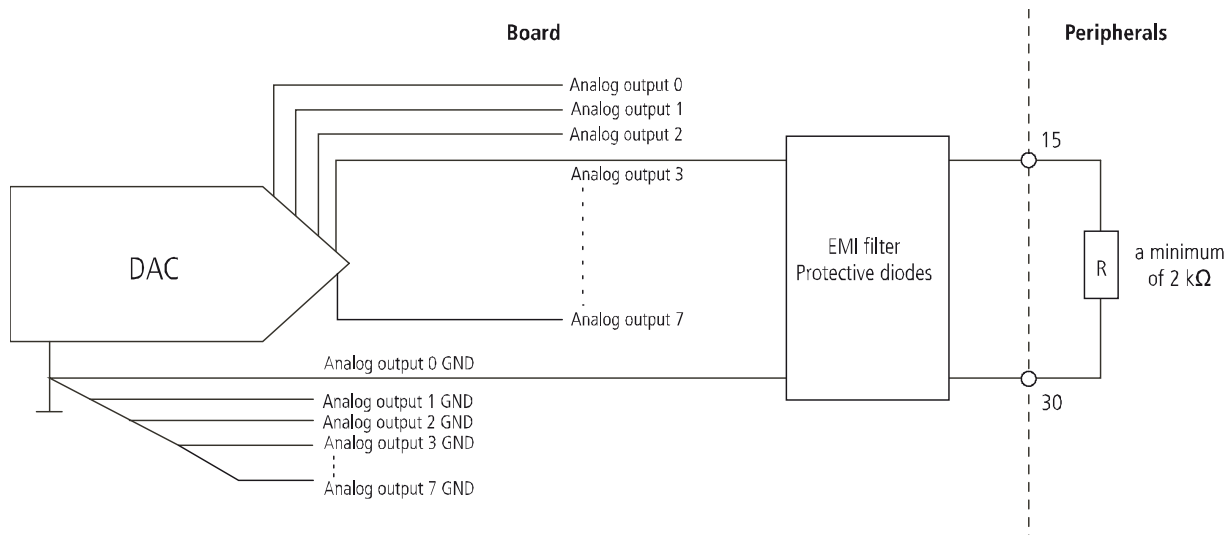 Board
Peripherals
Analog output 0
Analog output 1
Analog output 2
15
Analog output 3
DAC
EMI filter
Protective diodes
R
a minimum
of 2 kΩ
Analog output 7
Analog output 0 GND
30
Analog output 1 GND
Analog output 2 GND
Analog output 3 GND
Analog output 7 GND